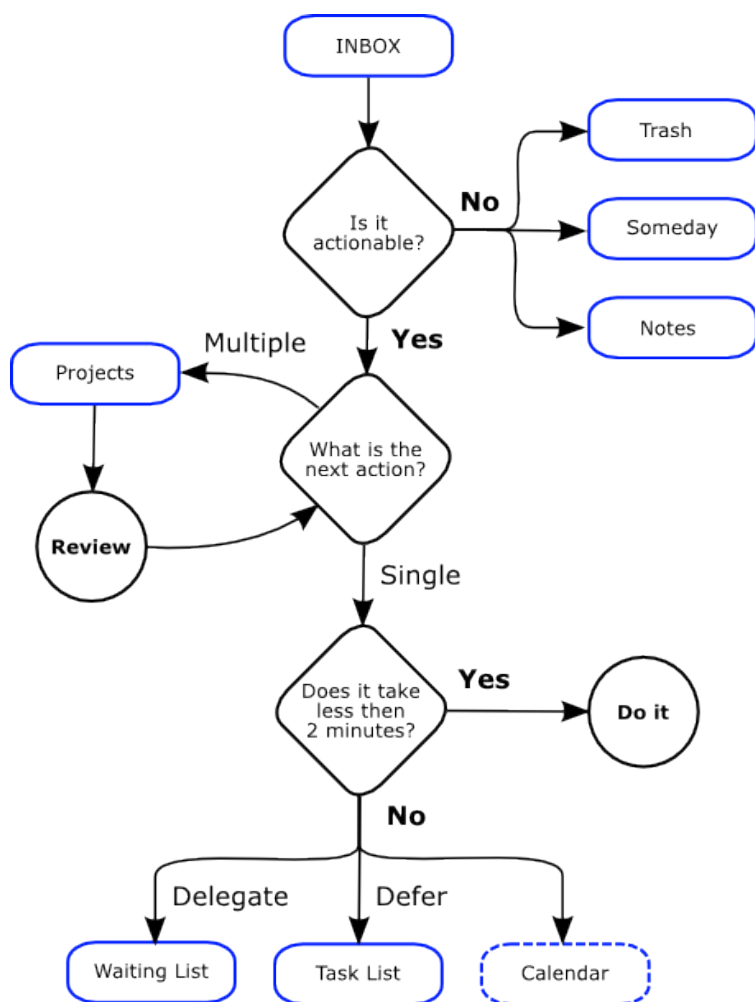 INBOX
Trash
No
Is it
actionable?
Someday
Notes
Multiple
Yes
Projects
What is the
next action?
Review
Single
Does it take
less then
2 minutes?
Yes
Do it
No
Delegate
Defer
Waiting List
Task List
Calendar